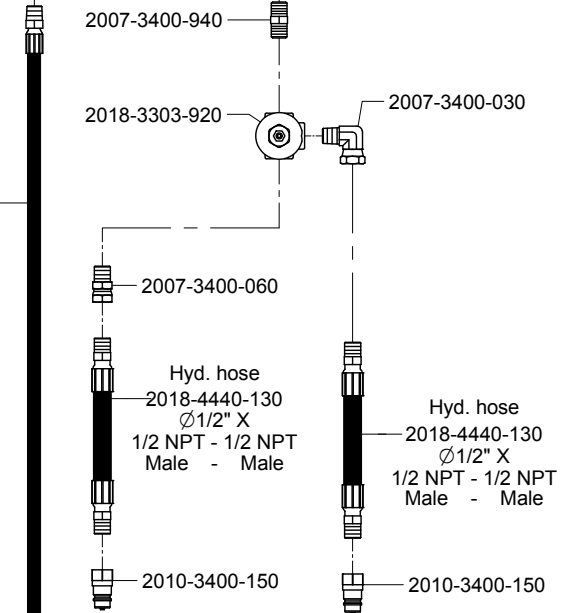 2007-3400-940
2018-3303-920
2007-3400-030
2007-3400-060
Hyd. hose
2018-4440-130
∅1/2" X
1/2 NPT - 1/2 NPT
Male - Male
Hyd. hose
2018-4440-130
∅1/2" X
1/2 NPT - 1/2 NPT
Male - Male
2010-3400-150
2010-3400-150